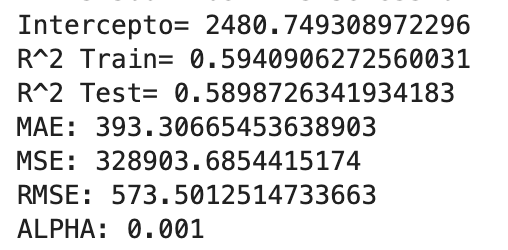 Intercepto= 2480.749308972296
R^2 Train= 0.5940906272560031
R^2 Test= 0.5898726341934183
MAE: 393.30665453638903
MSE: 328903.6854415174
RMSE: 573.5012514733663
ALPHA: 0.001